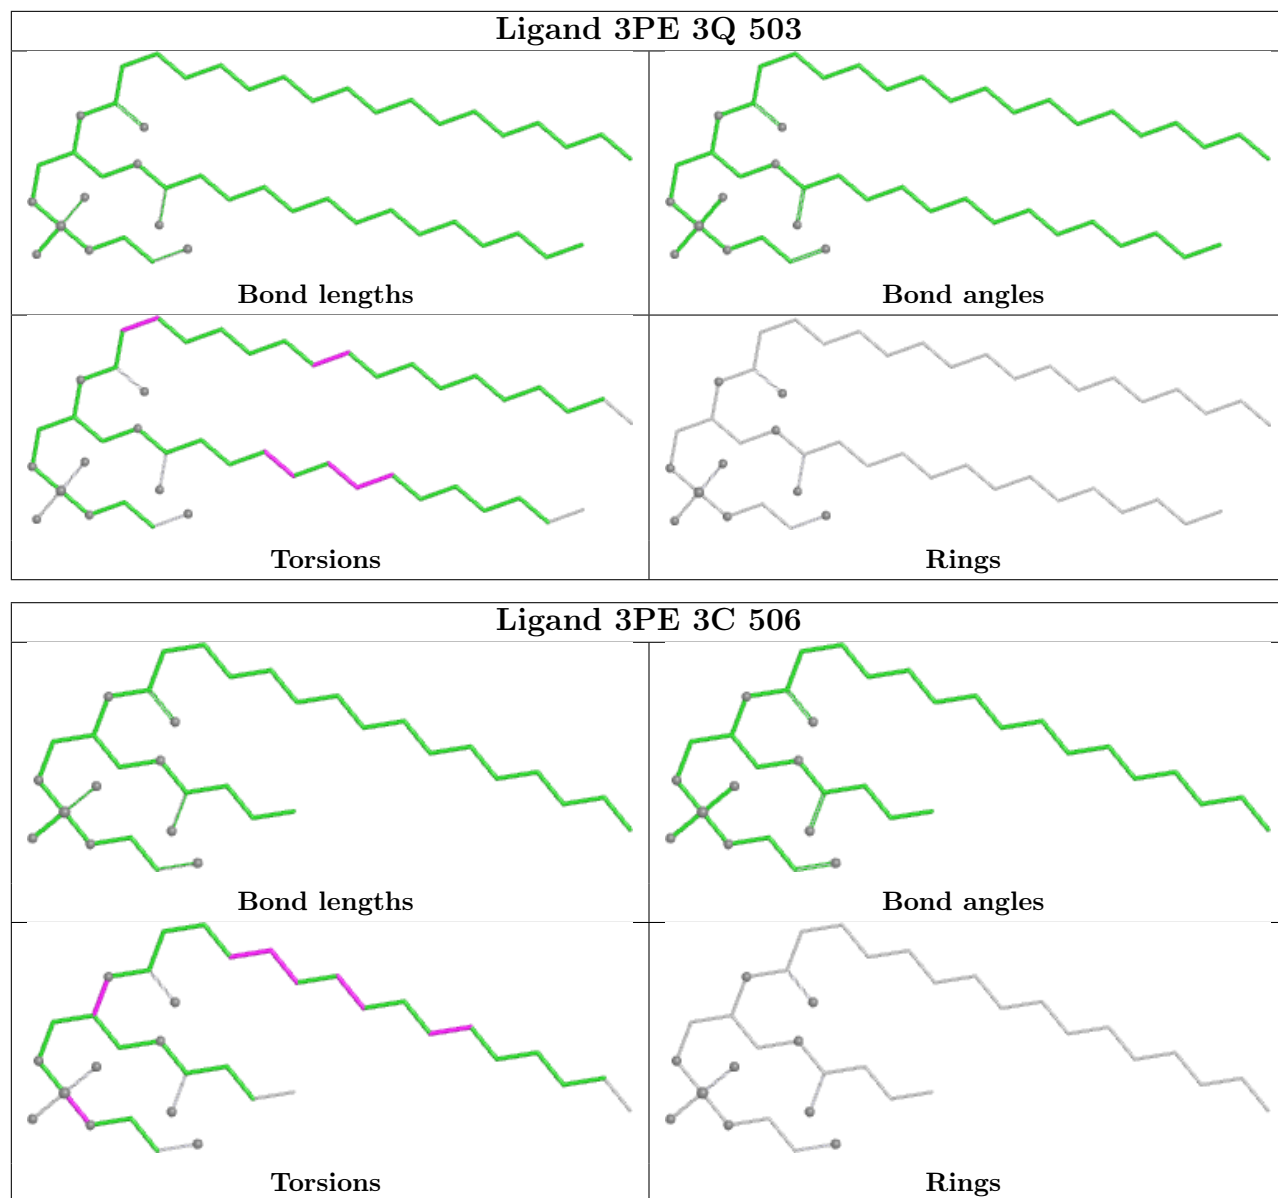 Ligand 3PE 3Q 503
Bond lengths
Bond angles
Torsions
Rings
Ligand 3PE 3C 506
Bond lengths
Bond angles
Torsions
Rings